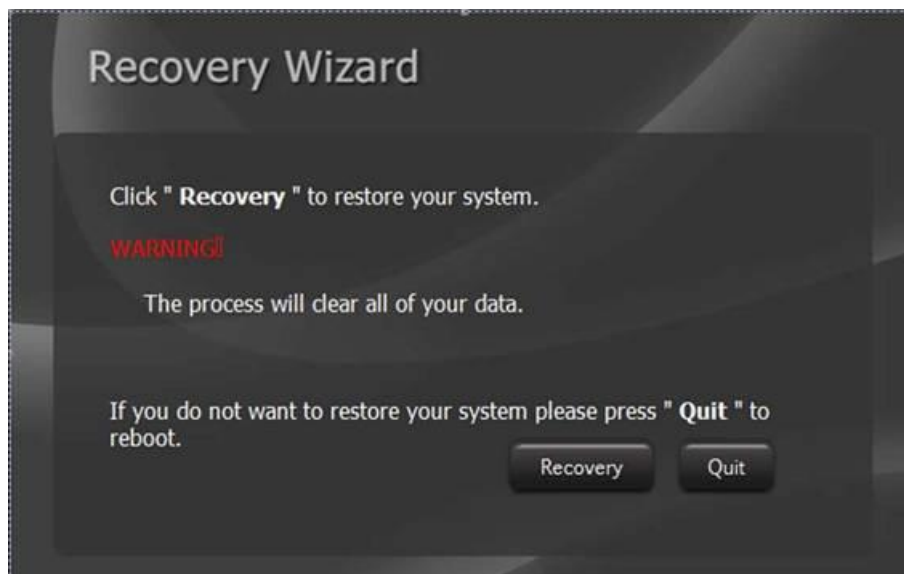 Recovery Wizard
Click " Recovery " to restore your system.
WARNING▯
The process will clear all of your data.
If you do not want to restore your system please press " Quit " to
reboot.
Recovery
Quit